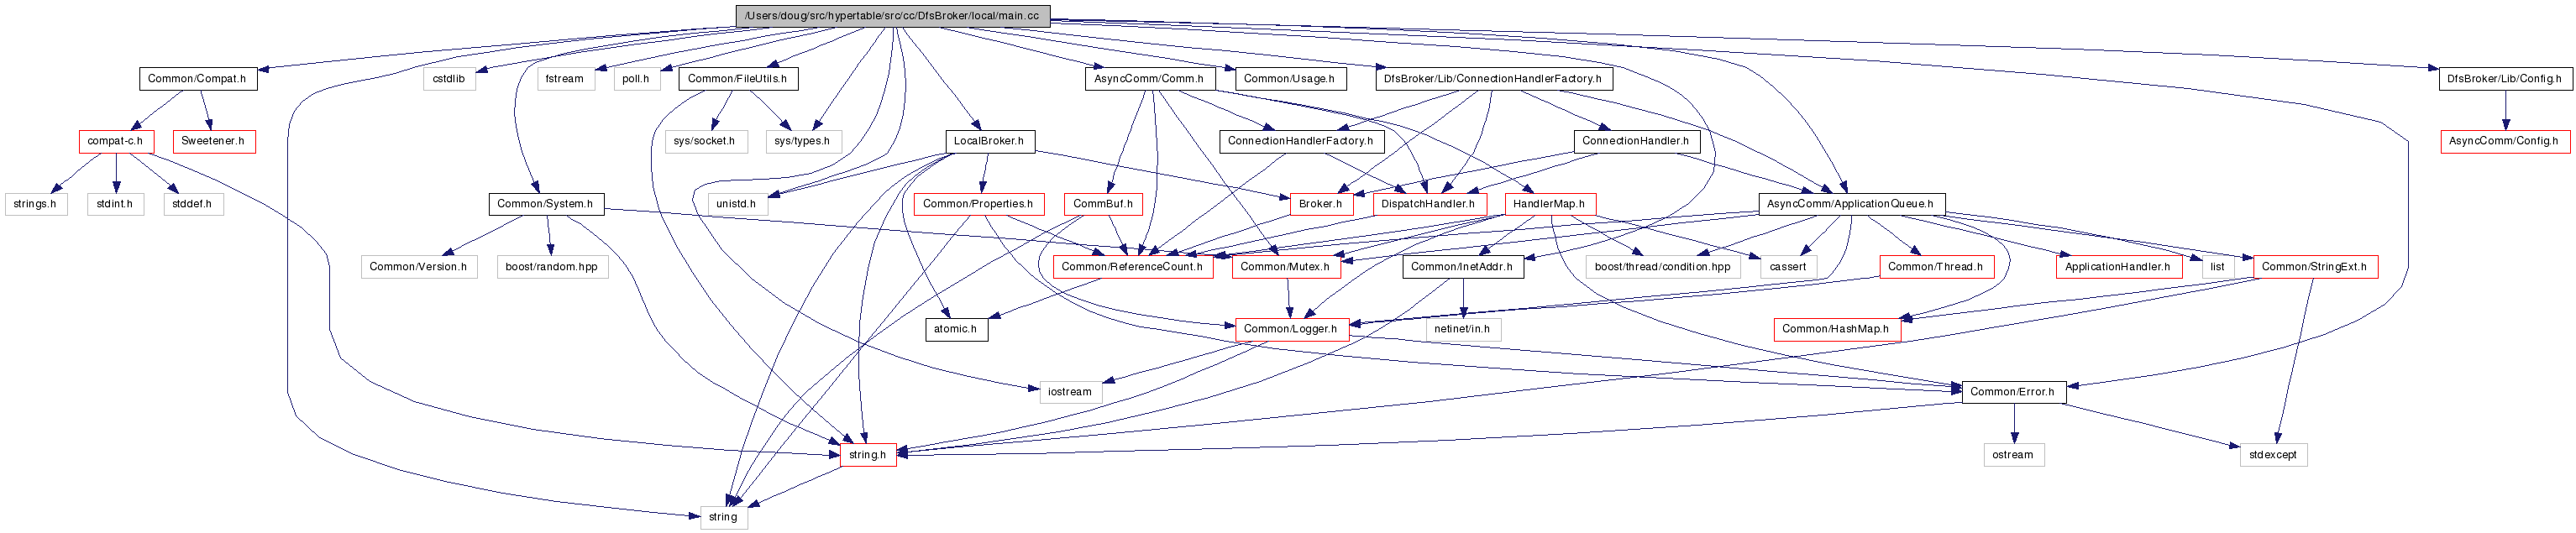 /Users/doug/src/hypertable/src/cc/DfsBroker/local/main.cc
Common/Compat.h
cstdlib
fstream
poll.h
Common/FileUtils.h
AsyncComm/Comm.h
Common/Usage.h
DfsBroker/Lib/ConnectionHandlerFactory.h
DfsBroker/Lib/Config.h
compat-c.h
Sweetener.h
sys/socket.h
sys/types.h
LocalBroker.h
ConnectionHandlerFactory.h
ConnectionHandler.h
AsyncComm/Config.h
strings.h
stdint.h
stddef.h
Common/System.h
unistd.h
Common/Properties.h
CommBuf.h
Broker.h
DispatchHandler.h
HandlerMap.h
AsyncComm/ApplicationQueue.h
Common/Version.h
boost/random.hpp
Common/ReferenceCount.h
Common/Mutex.h
Common/InetAddr.h
boost/thread/condition.hpp
cassert
Common/Thread.h
ApplicationHandler.h
list
Common/StringExt.h
atomic.h
Common/Logger.h
netinet/in.h
Common/HashMap.h
iostream
Common/Error.h
string.h
ostream
stdexcept
string